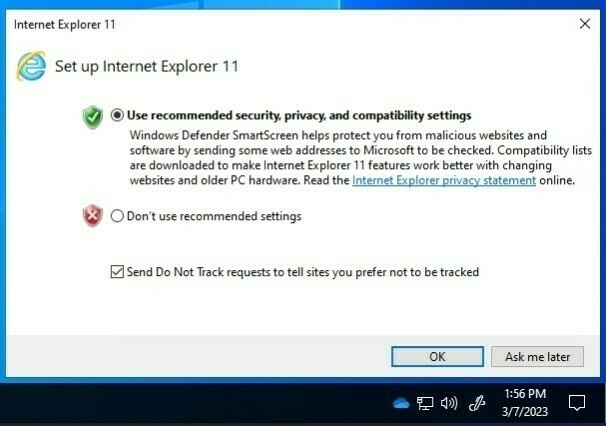 Internet Explorer 11
Set up Internet Explorer 11
Use recommended security, privacy, and compatibility settings
Windows Defender SmartScreen helps protect you from malicious websites and
software by sending some web addresses to Microsoft to be checked. Compatibility lists
are downloaded to make Internet Explorer 11 features work better with changing
websites and older PC hardware. Read the Internet Explorer privacy statement online.
Don't use recommended settings
Send Do Not Track requests to tell sites you prefer not to be tracked
OK Ask me later
1:56 PM
3/7/2023